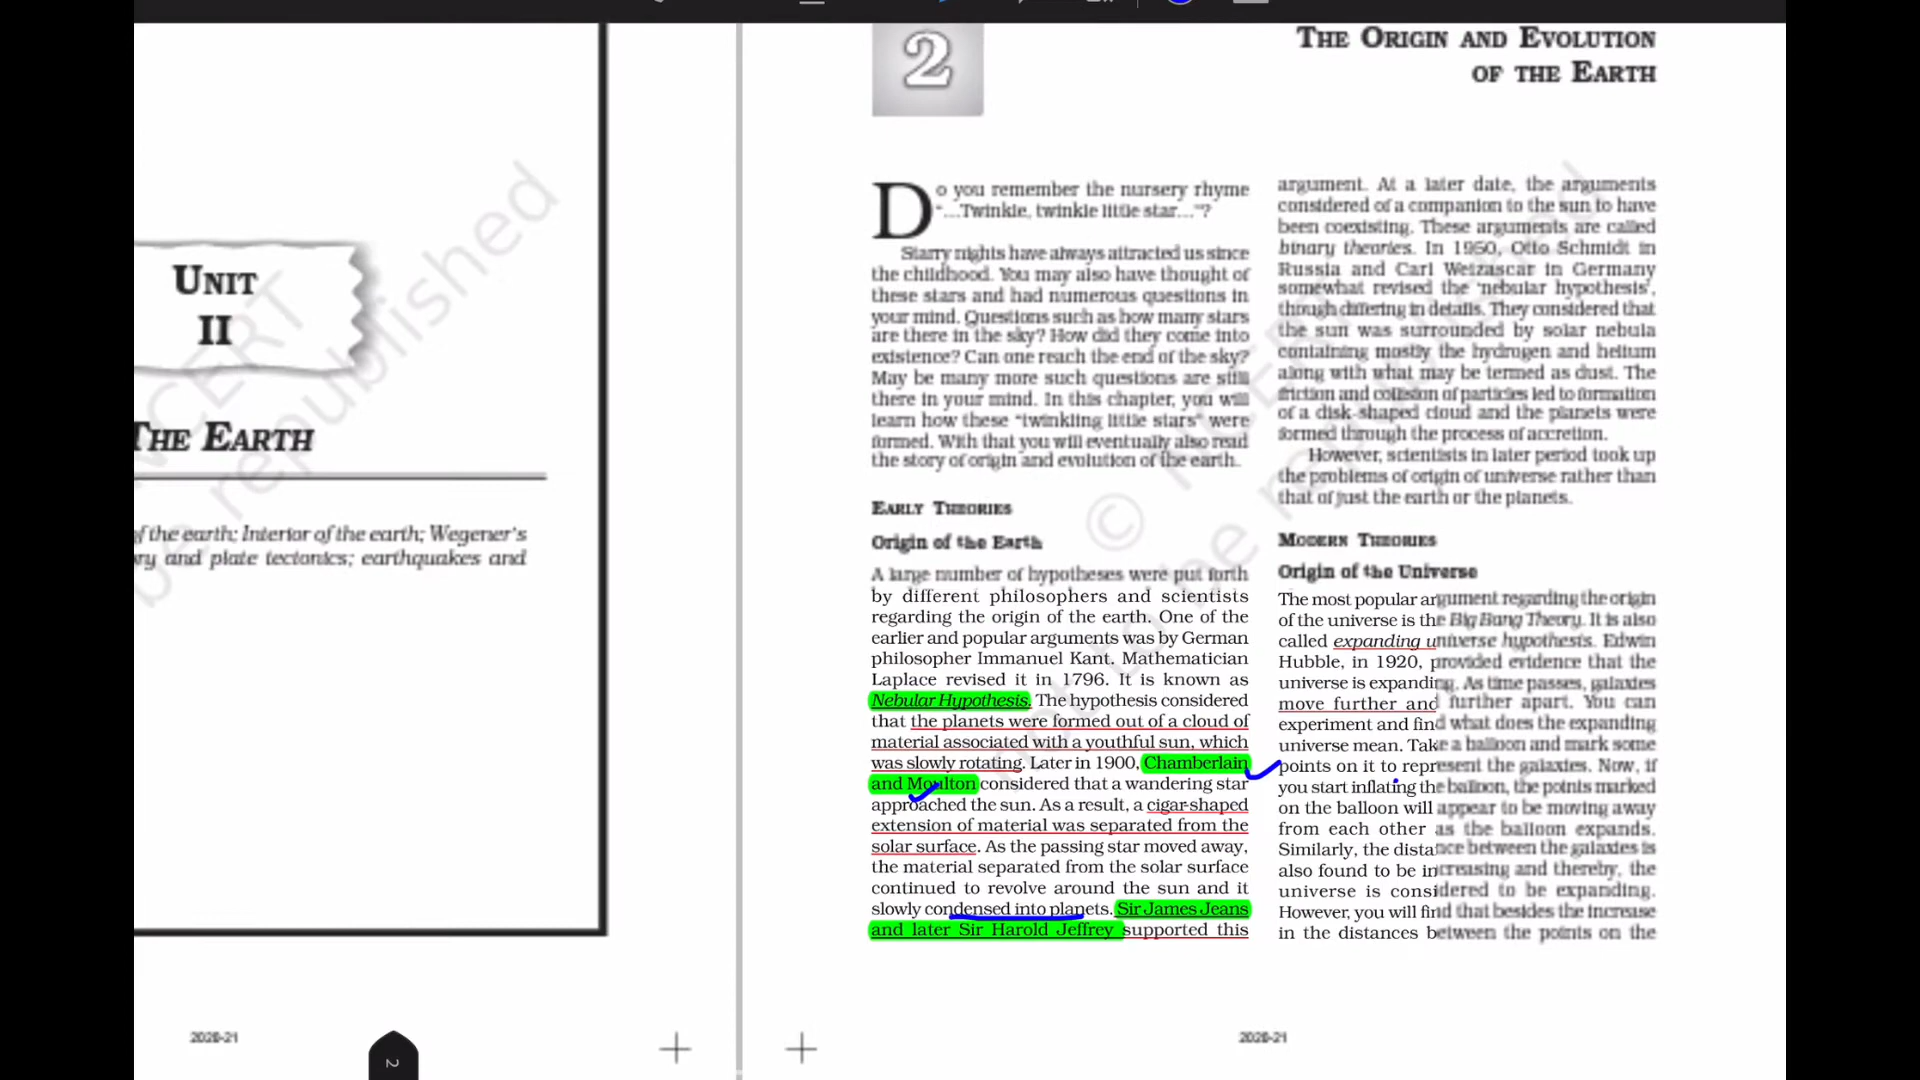 UNIT
II
THE EARTH
of the earth; Interior of the earth; Wegener's
ry and plate tectonics; earthquakes and
2020-21
2
2
THE ORIGIN AND EVOLUTION
OF THE EARTH
Do you remember the nursery rhyme
“...Twinkle, twinkle little star...”?
Starry nights have always attracted us since
the childhood. You may also have thought of
these stars and had numerous questions in
your mind. Questions such as how many stars
are there in the sky? How did they come into
existence? Can one reach the end of the sky?
May be many more such questions are still
there in your mind. In this chapter, you will
learn how these “twinkling little stars” were
formed. With that you will eventually also read
the story of origin and evolution of the earth.
EARLY THEORIES
Origin of the Earth
A large number of hypotheses were put forth
by different philosophers and scientists
regarding the origin of the earth. One of the
earlier and popular arguments was by German
philosopher Immanuel Kant. Mathematician
Laplace revised it in 1796. It is known as
Nebular Hypothesis. The hypothesis considered
that the planets were formed out of a cloud of
material associated with a youthful sun, which
was slowly rotating. Later in 1900, Chamberlain
and Moulton considered that a wandering star
approached the sun. As a result, a cigar-shaped
extension of material was separated from the
solar surface. As the passing star moved away,
the material separated from the solar surface
continued to revolve around the sun and it
slowly condensed into planets. Sir James Jeans
and later Sir Harold Jeffrey supported this
argument. At a later date, the arguments
considered of a companion to the sun to have
been coexisting. These arguments are called
binary theories. In 1950, Otto Schmidt in
Russia and Carl Weizascar in Germany
somewhat revised the ‘nebular hypothesis’,
though differing in details. They considered that
the sun was surrounded by solar nebula
containing mostly the hydrogen and helium
along with what may be termed as dust. The
friction and collision of particles led to formation
of a disk-shaped cloud and the planets were
formed through the process of accretion.
However, scientists in later period took up
the problems of origin of universe rather than
that of just the earth or the planets.
MODERN THEORIES
Origin of the Universe
The most popular argument regarding the origin
of the universe is the Big Bang Theory. It is also
called expanding universe hypothesis. Edwin
Hubble, in 1920, provided evidence that the
universe is expanding. As time passes, galaxies
move further and further apart. You can
experiment and find what does the expanding
universe mean. Take a balloon and mark some
points on it to represent the galaxies. Now, if
you start inflating the balloon, the points marked
on the balloon will appear to be moving away
from each other as the balloon expands.
Similarly, the distance between the galaxies is
also found to be increasing and thereby, the
universe is considered to be expanding.
However, you will find that besides the increase
in the distances between the points on the
2020-21
© NCERT
not to be republished
NCERT
be republished